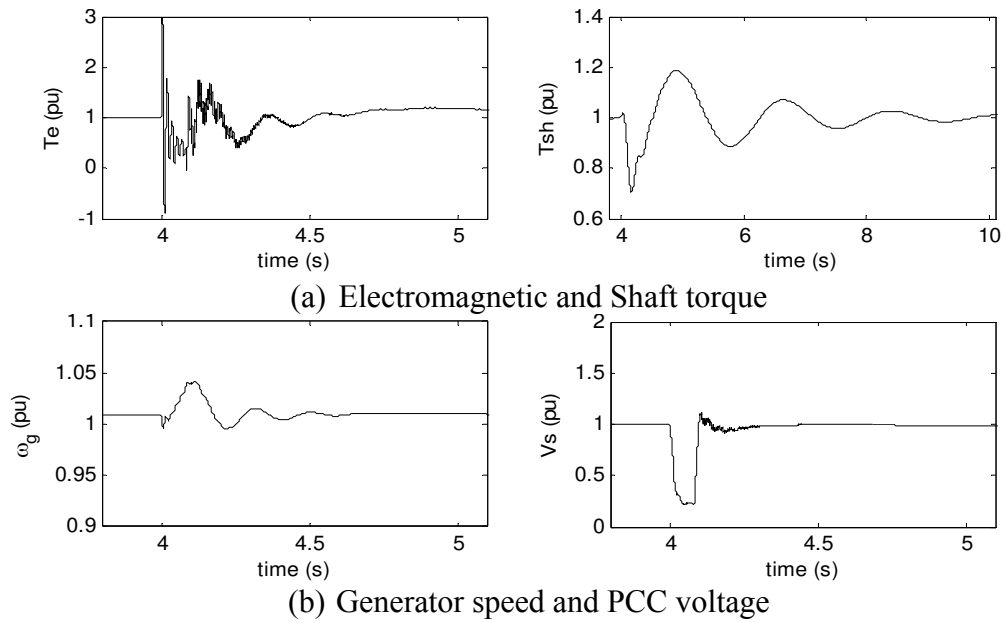 3
2
1
0
-1
Te (pu)
4 4.5 5
time (s)
1.4
1.2
1
0.8
0.6
Tsh (pu)
4 6 8 10
time (s)
(a) Electromagnetic and Shaft torque
1.1
1.05
1
0.95
0.9
ωg (pu)
4 4.5 5
time (s)
2
1.5
1
0.5
0
Vs (pu)
4 4.5 5
time (s)
(b) Generator speed and PCC voltage